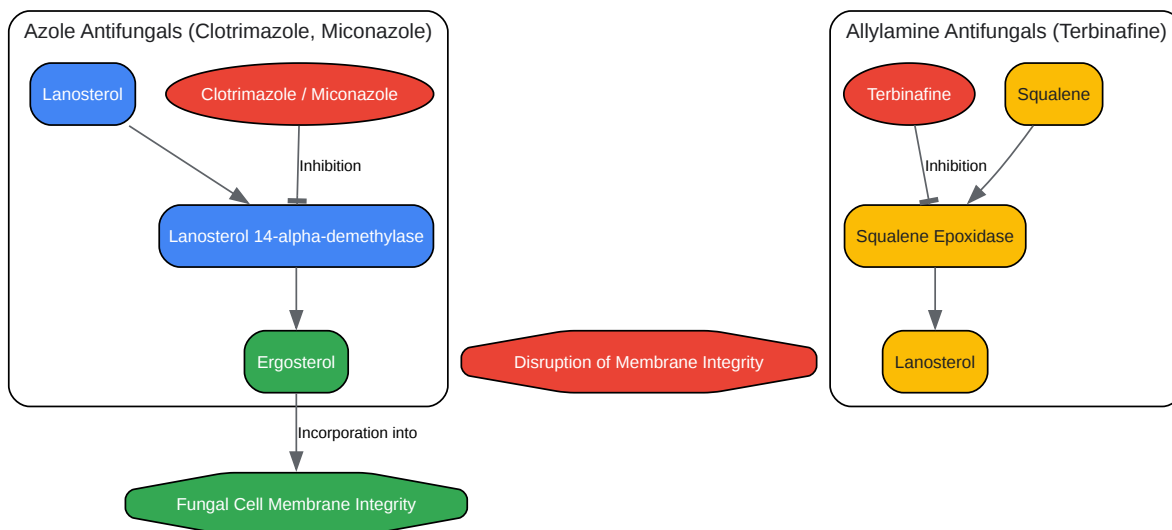 Azole Antifungals (Clotrimazole, Miconazole)
Allylamine Antifungals (Terbinafine)
Lanosterol
Clotrimazole / Miconazole
Terbinafine
Squalene
Inhibition
Inhibition
Lanosterol 14-alpha-demethylase
Squalene Epoxidase
Ergosterol
Disruption of Membrane Integrity
Lanosterol
Incorporation into
Fungal Cell Membrane Integrity